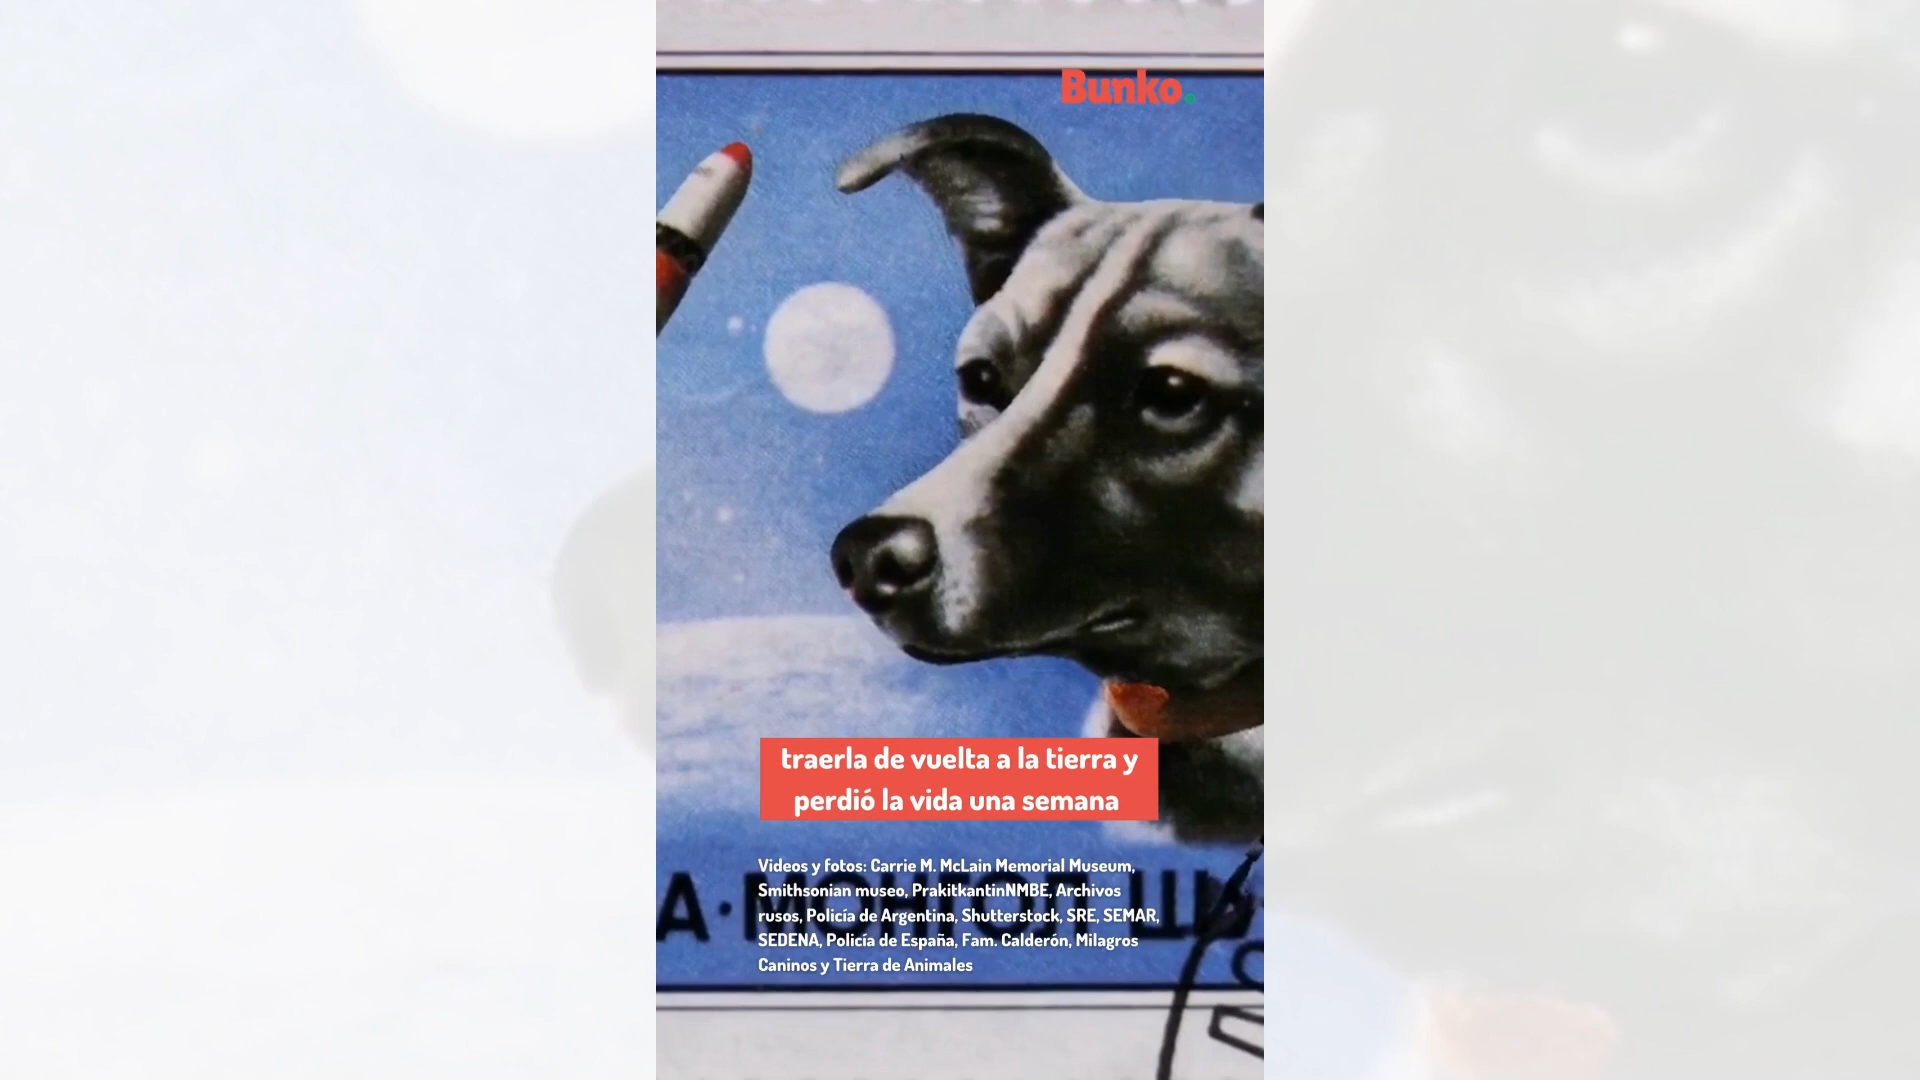 Bunko.
traerla de vuelta a la tierra y
perdió la vida una semana
Videos y fotos: Carrie M. McLain Memorial Museum,
Smithsonian museo, PrakitkantinNMBE, Archivos
rusos, Policía de Argentina, Shutterstock, SRE, SEMAR,
SEDENA, Policía de España, Fam. Calderón, Milagros
Caninos y Tierra de Animales
А·МОНГОЛ ШУ